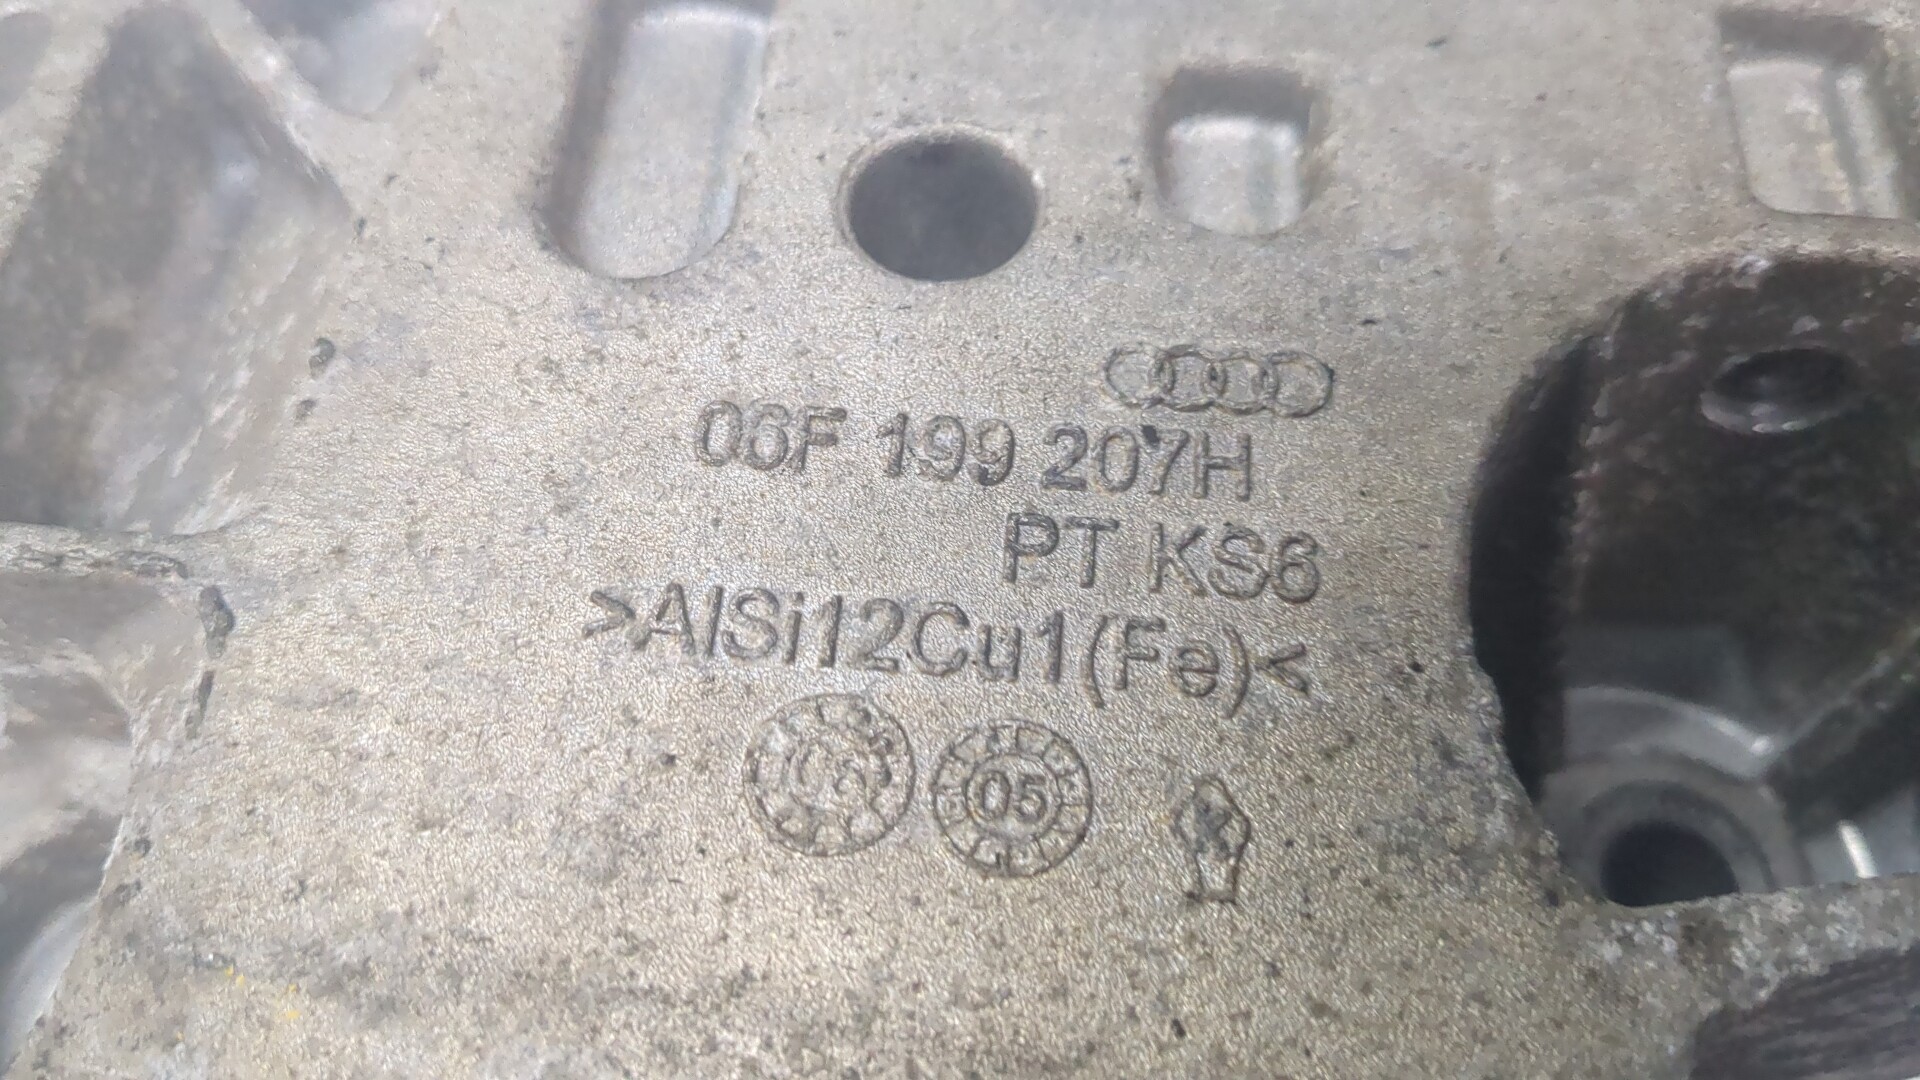 06F 199 207H
PT KS6
>AlSi12Cu1(Fe)<
05